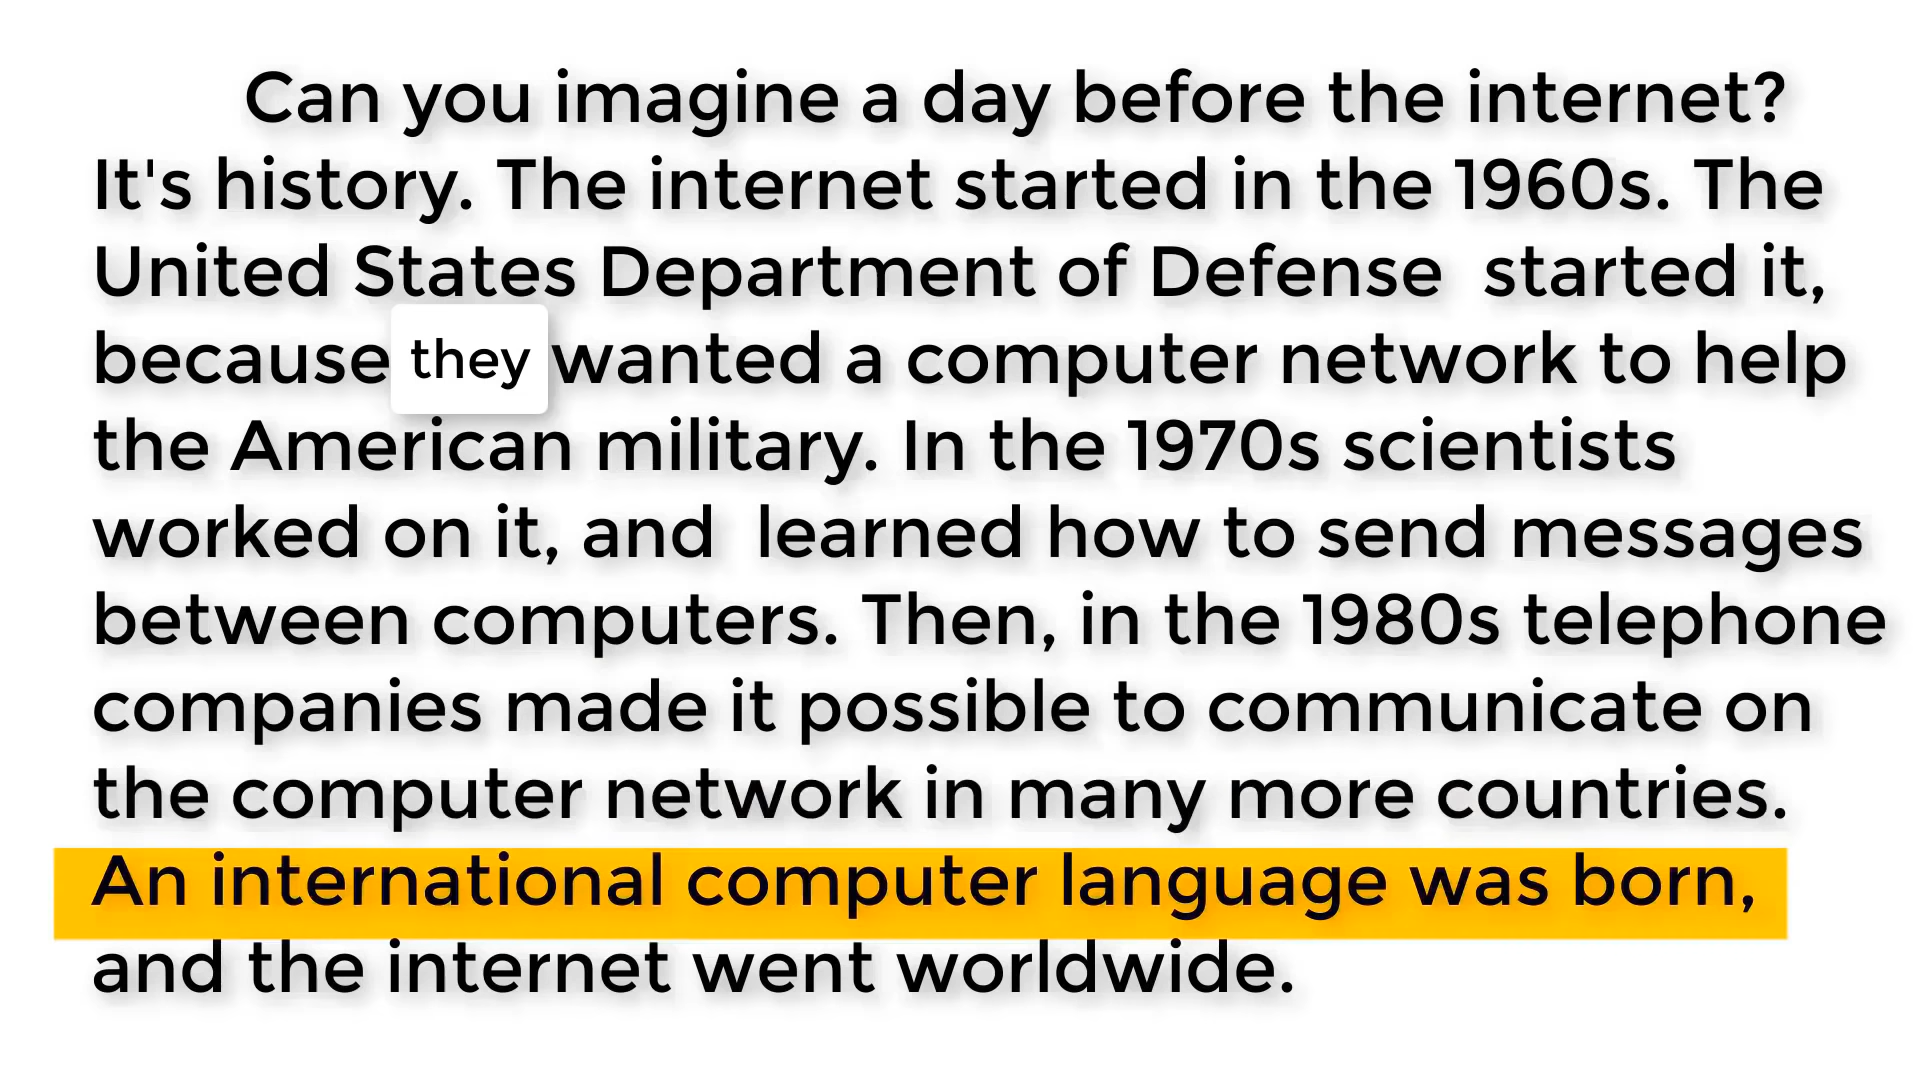 Can you imagine a day before the internet?
It's history. The internet started in the 1960s. The
United States Department of Defense  started it,
because they wanted a computer network to help
the American military. In the 1970s scientists
worked on it, and  learned how to send messages
between computers. Then, in the 1980s telephone
companies made it possible to communicate on
the computer network in many more countries.
An international computer language was born,
and the internet went worldwide.